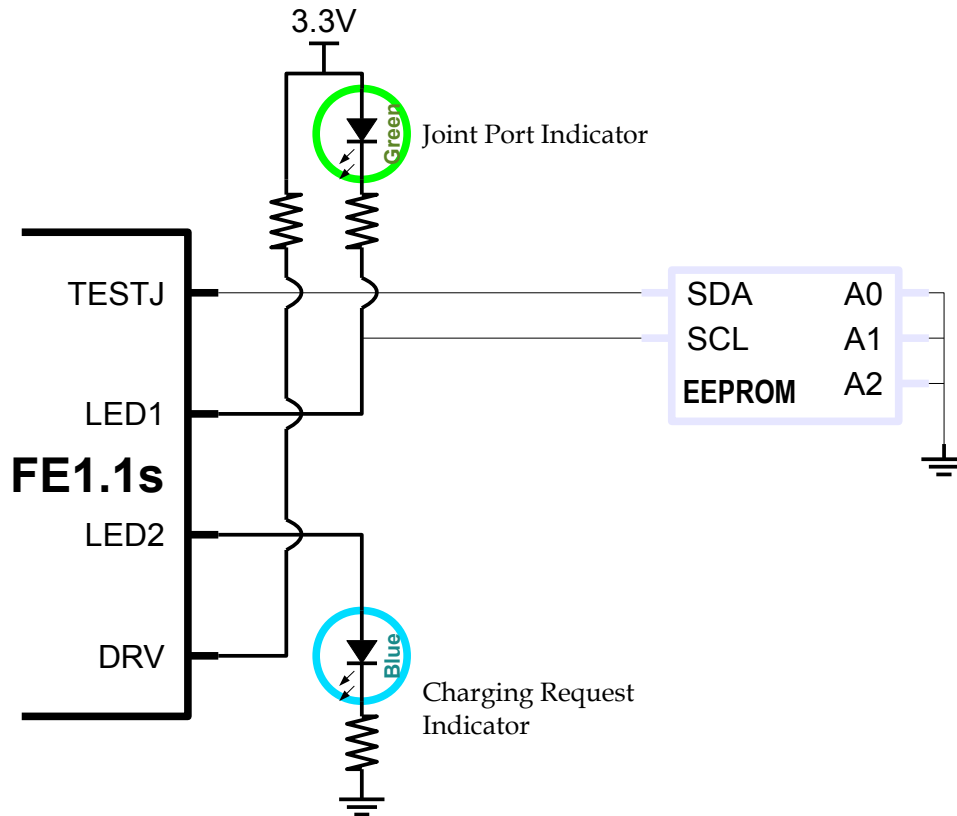 3.3V
Green
Joint Port Indicator
TESTJ
SDA
A0
SCL
A1
EEPROM
A2
LED1
FE1.1s
LED2
DRV
Blue
Charging Request
Indicator